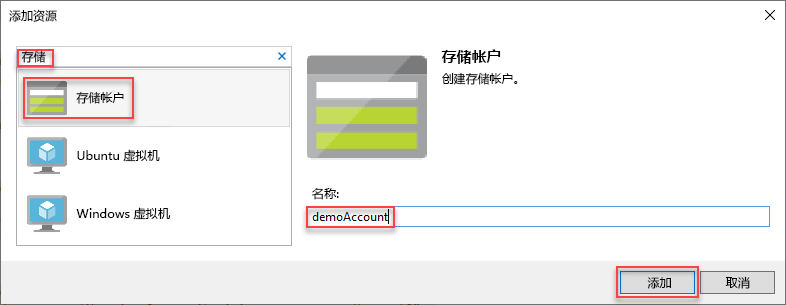 添加资源
存储
存储帐户
Ubuntu 虚拟机
Windows 虚拟机
存储帐户
创建存储帐户。
名称:
demoAccount
添加
取消